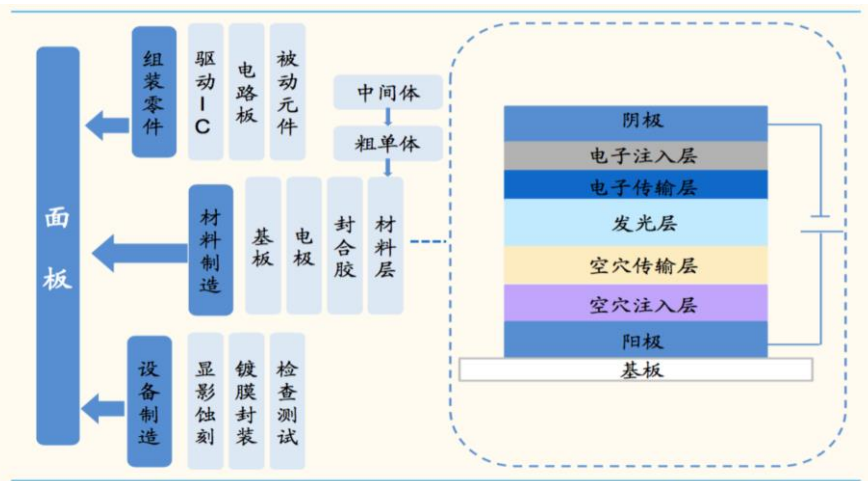 面板
组装零件
驱动IC
电路板
被动元件
中间体
粗单体
材料制造
基板
电极
封合胶
材料层
设备制造
显影蚀刻
镀膜封装
检查测试
阴极
电子注入层
电子传输层
发光层
空穴传输层
空穴注入层
阳极
基板